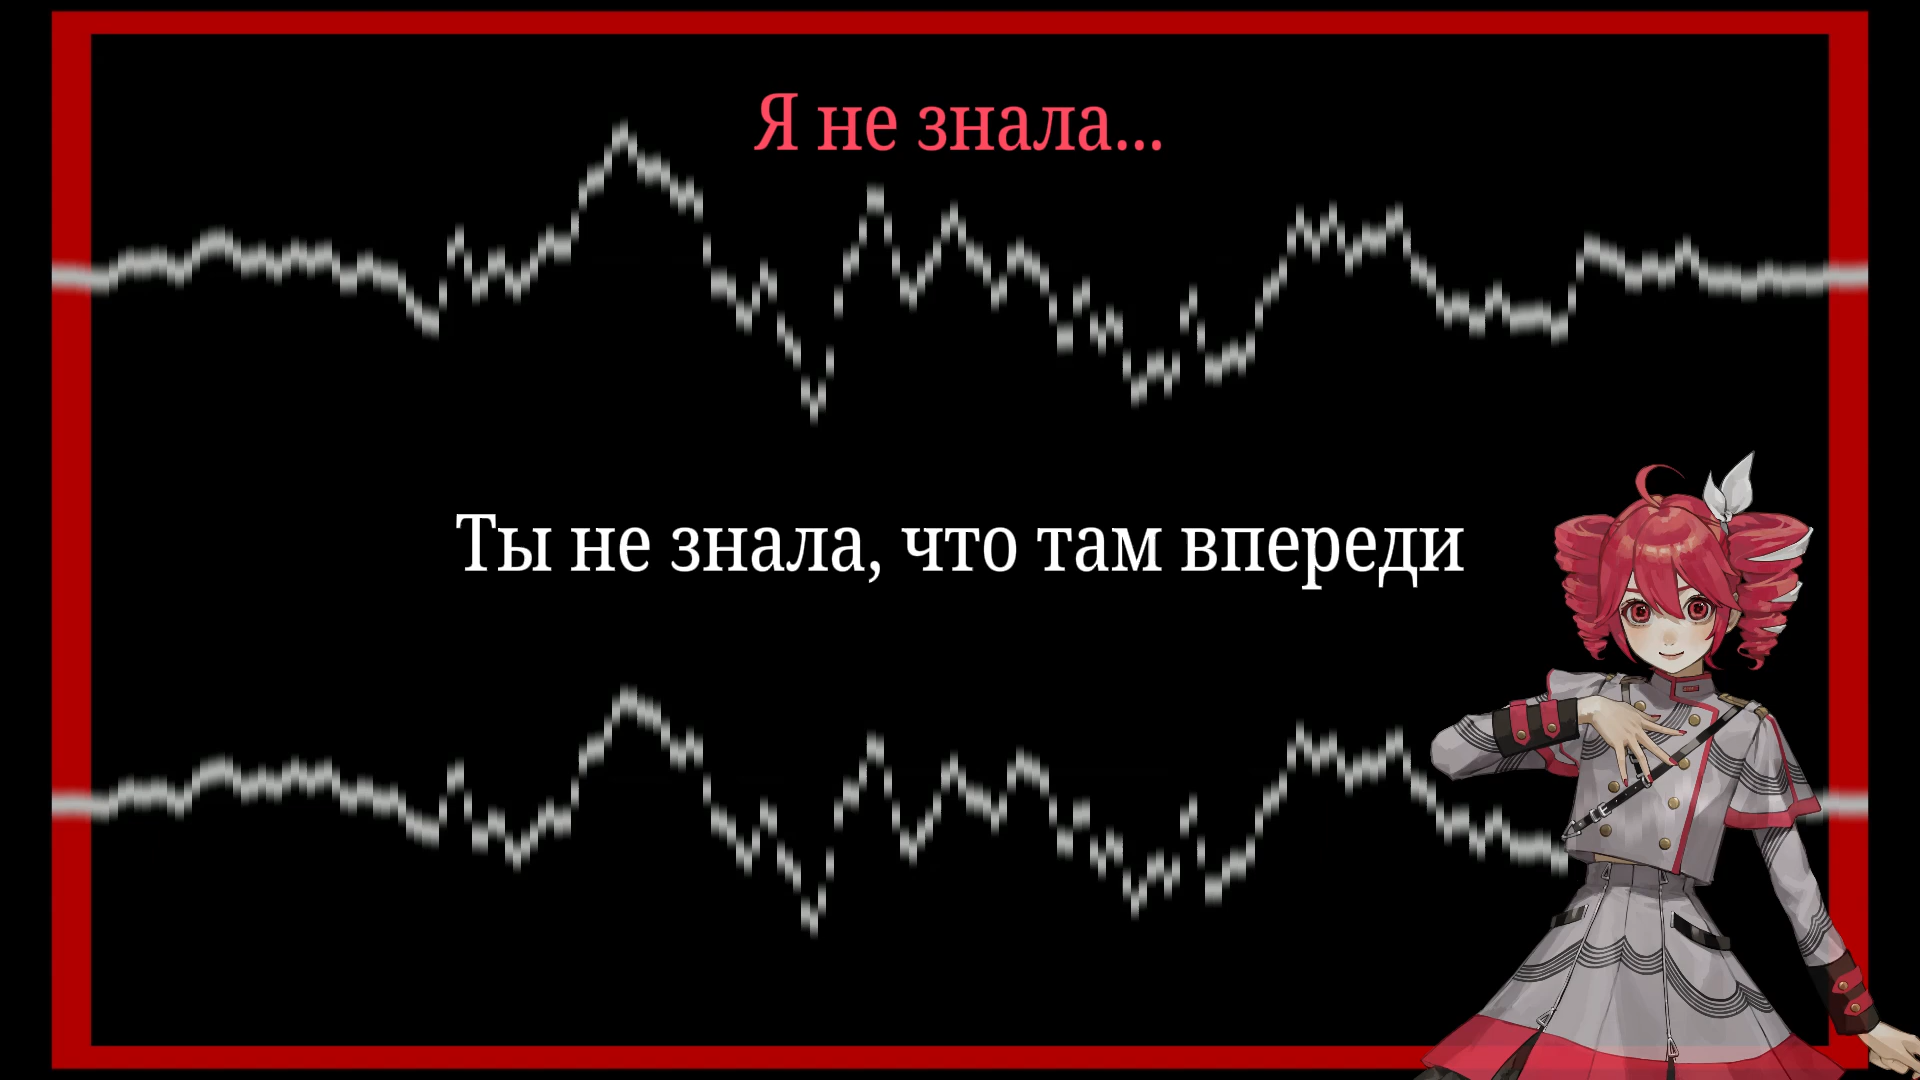 Я не знала...
Ты не знала, что там впереди